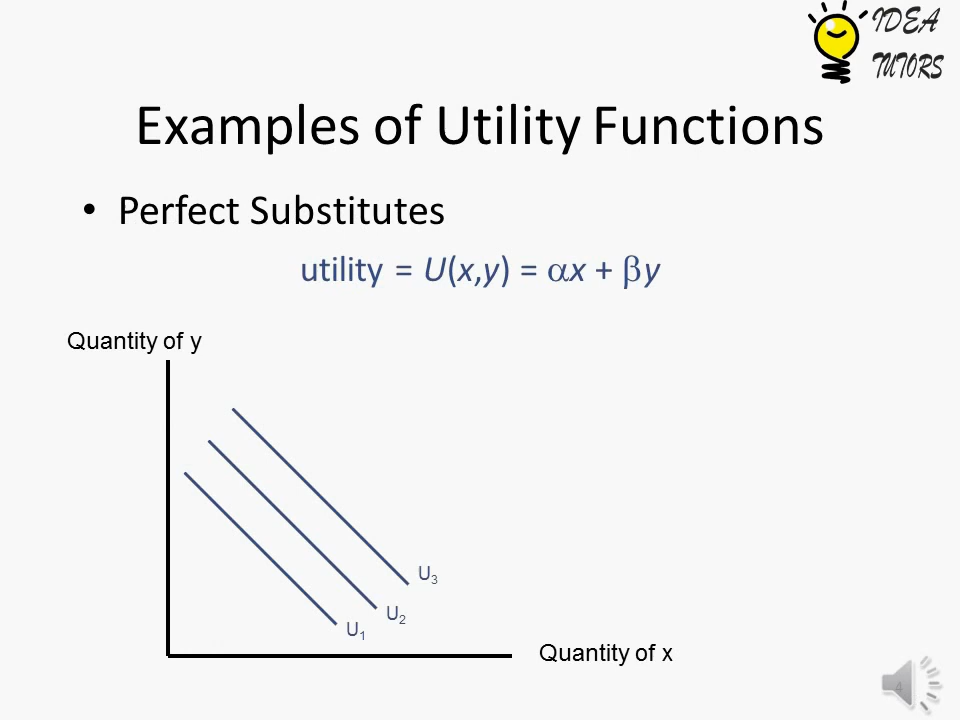 IDEA
TUTORS
Examples of Utility Functions
• Perfect Substitutes
utility = U(x,y) = αx + βy
Quantity of y
U3
U2
U1
Quantity of x
4